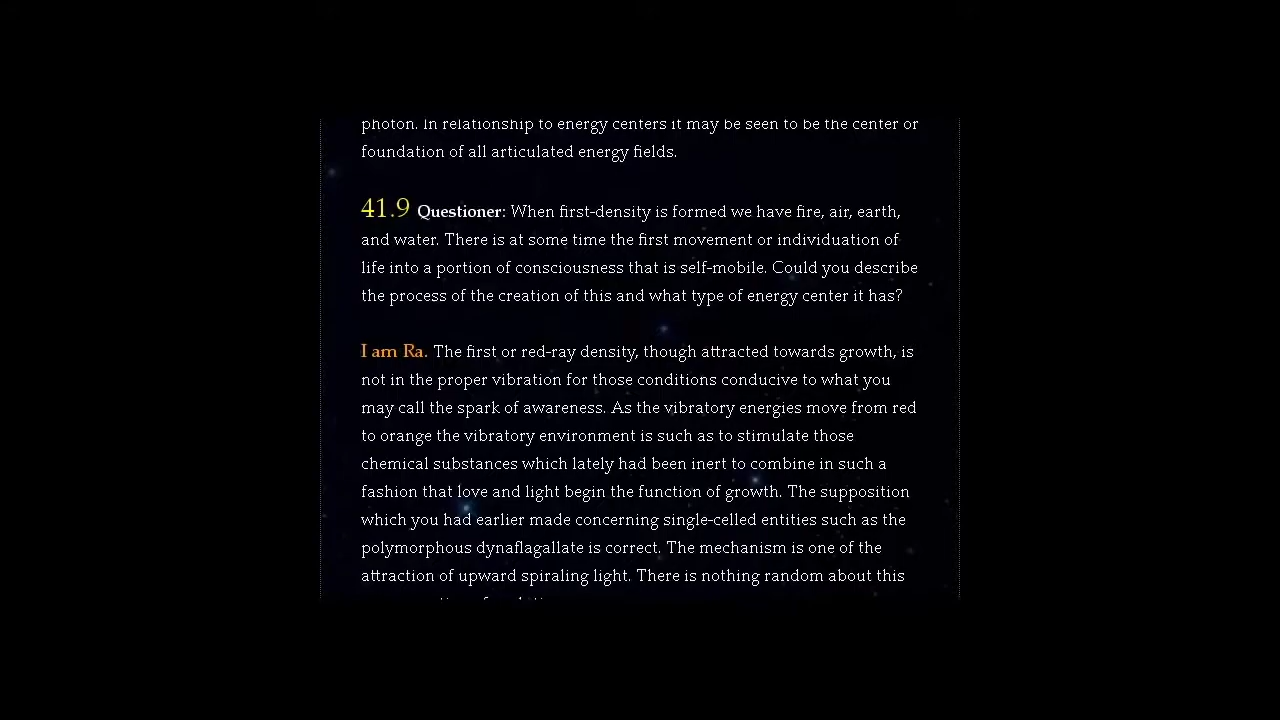 photon. In relationship to energy centers it may be seen to be the center or
foundation of all articulated energy fields.
41.9 Questioner: When first-density is formed we have fire, air, earth,
and water. There is at some time the first movement or individuation of
life into a portion of consciousness that is self-mobile. Could you describe
the process of the creation of this and what type of energy center it has?
I am Ra. The first or red-ray density, though attracted towards growth, is
not in the proper vibration for those conditions conducive to what you
may call the spark of awareness. As the vibratory energies move from red
to orange the vibratory environment is such as to stimulate those
chemical substances which lately had been inert to combine in such a
fashion that love and light begin the function of growth. The supposition
which you had earlier made concerning single-celled entities such as the
polymorphous dynaflagallate is correct. The mechanism is one of the
attraction of upward spiraling light. There is nothing random about this